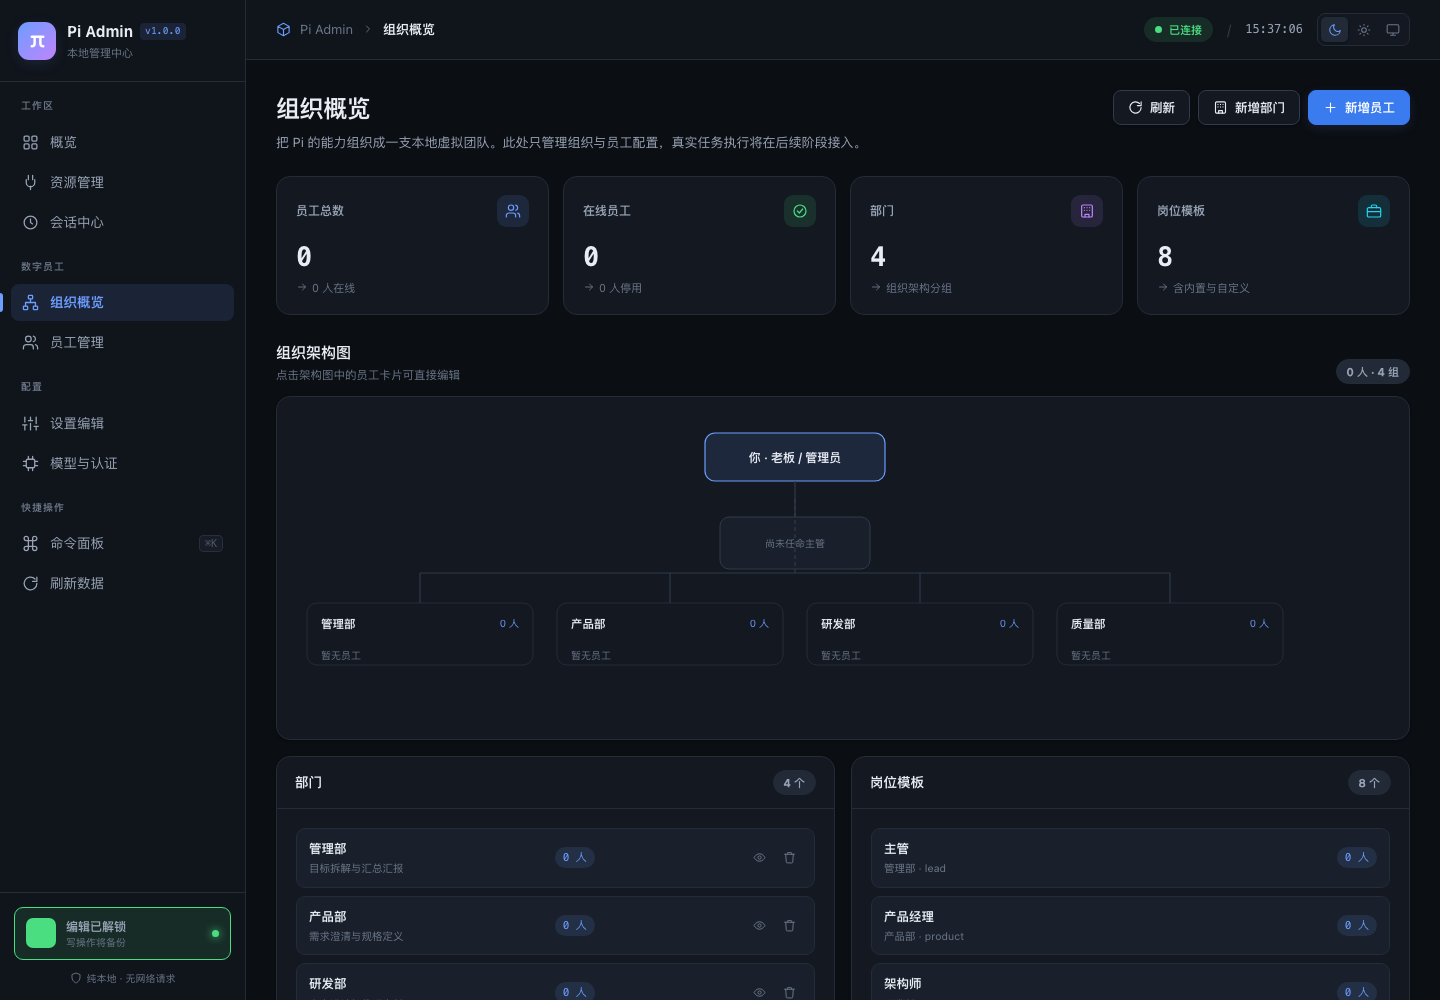 π
Pi Admin v1.0.0
本地管理中心
工作区
概览
资源管理
会话中心
数字员工
组织概览
员工管理
配置
设置编辑
模型与认证
快捷操作
命令面板 ⌘K
刷新数据
编辑已解锁
写操作将备份
纯本地 · 无网络请求
Pi Admin > 组织概览
已连接 / 15:37:06
组织概览
刷新 新增部门 + 新增员工
把 Pi 的能力组织成一支本地虚拟团队。此处只管理组织与员工配置，真实任务执行将在后续阶段接入。
员工总数
0
→ 0 人在线
在线员工
0
→ 0 人停用
部门
4
→ 组织架构分组
岗位模板
8
→ 含内置与自定义
组织架构图
点击架构图中的员工卡片可直接编辑
0 人 · 4 组
你 · 老板 / 管理员
尚未任命主管
管理部 0 人
暂无员工
产品部 0 人
暂无员工
研发部 0 人
暂无员工
质量部 0 人
暂无员工
部门 4 个
管理部
目标拆解与汇总汇报
0 人
产品部
需求澄清与规格定义
0 人
研发部
0 人
岗位模板 8 个
主管
管理部 · lead
0 人
产品经理
产品部 · product
0 人
架构师
0 人